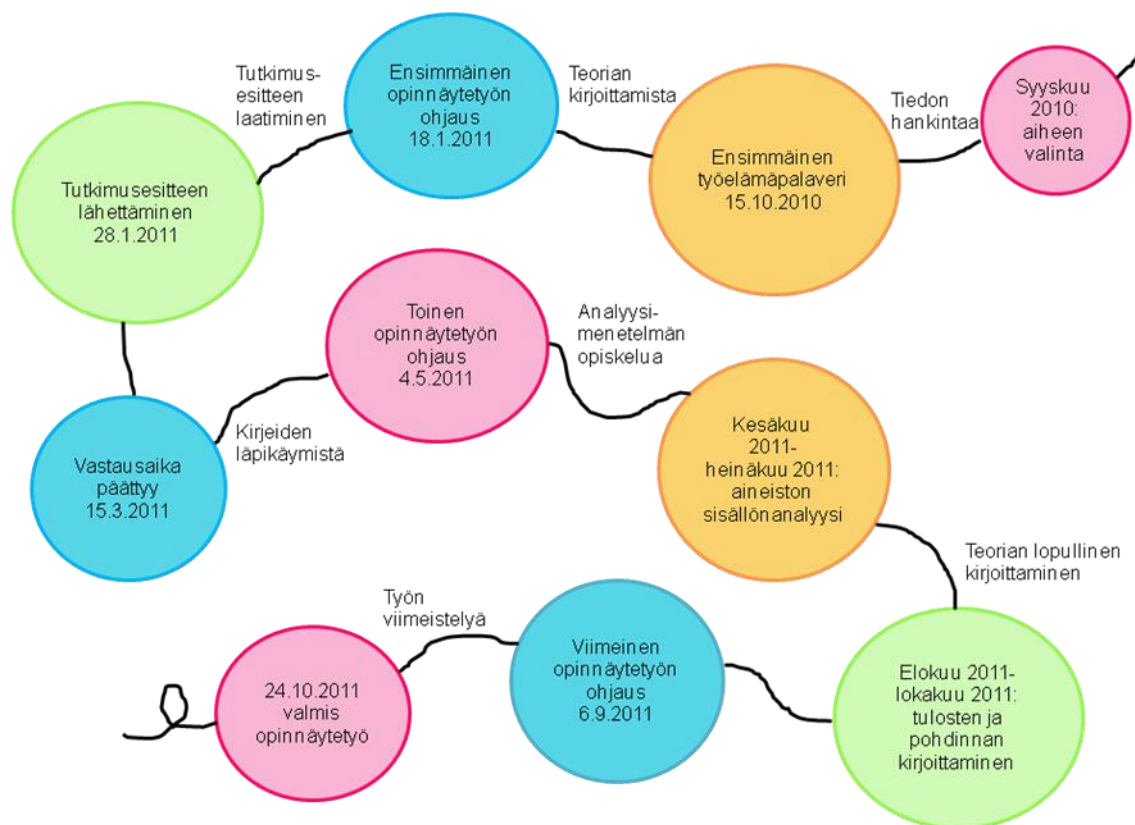 Syyskuu
2010:
aiheen
valinta
Tiedon
hankintaa
Ensimmäinen
työelämäpalaveri
15.10.2010
Teorian
kirjoittamista
Ensimmäinen
opinnäytetyön
ohjaus
18.1.2011
Tutkimus-
esitteen
laatiminen
Tutkimusesitteen
lähettäminen
28.1.2011
Vastausaika
päättyy
15.3.2011
Kirjeiden
läpikäymistä
Toinen
opinnäytetyön
ohjaus
4.5.2011
Analyysi-
menetelmän
opiskelua
Kesäkuu
2011-
heinäkuu 2011:
aineiston
sisällönanalyysi
Teorian lopullinen
kirjoittaminen
Elokuu 2011-
lokakuu 2011:
tulosten ja
pohdinnan
kirjoittaminen
Viimeinen
opinnäytetyön
ohjaus
6.9.2011
Työn
viimeistelyä
24.10.2011
valmis
opinnäytetyö